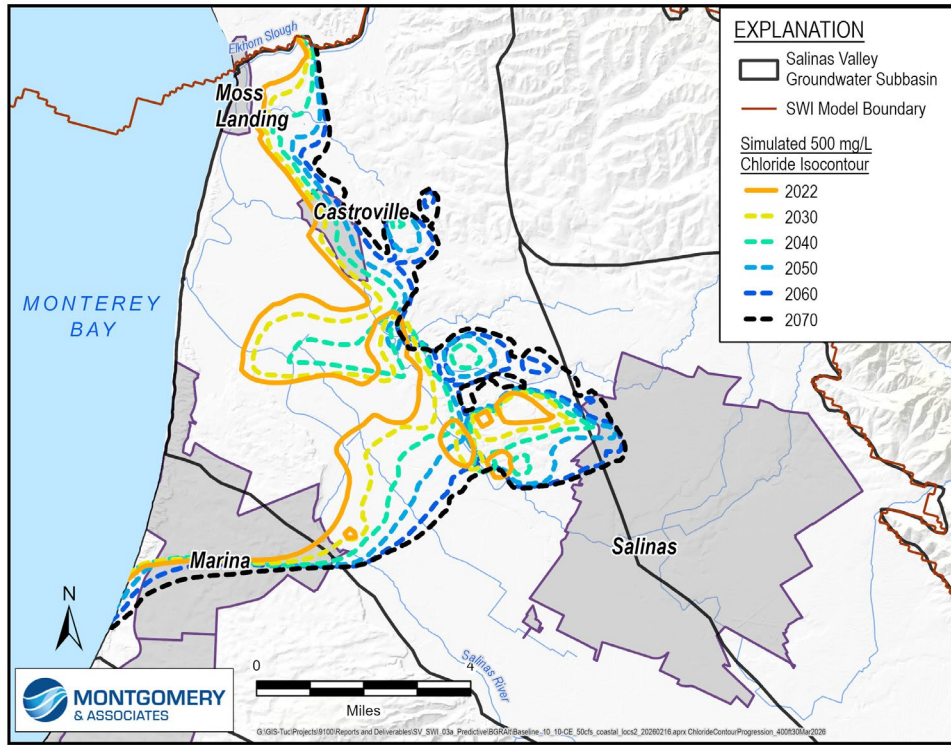 Elkhorn Slough
Moss
Landing
Castroville
MONTEREY
BAY
Marina
Salinas
Salinas River
N
0
4
Miles
MONTGOMERY
& ASSOCIATES
EXPLANATION
Salinas Valley
Groundwater Subbasin
SWI Model Boundary
Simulated 500 mg/L
Chloride Isocontour
2022
2030
2040
2050
2060
2070